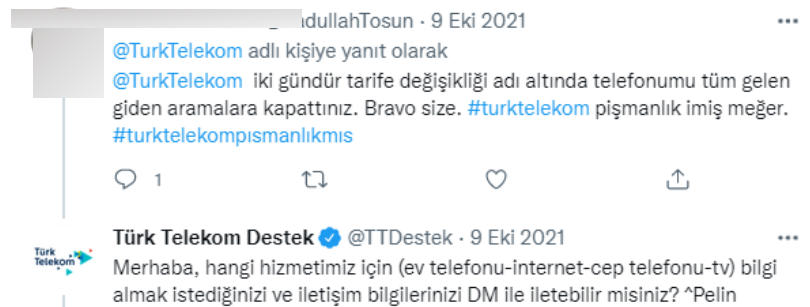 dullahTosun · 9 Eki 2021
@TurkTelekom adlı kişiye yanıt olarak
@TurkTelekom iki gündür tarife değişikliği adı altında telefonumu tüm gelen
giden aramalara kapattınız. Bravo size. #turktelekom pişmanlık imiş meğer.
#turktelekompısmanlıkmıs
1
Türk Telekom Destek @TTDestek · 9 Eki 2021
Türk
Telekom
Merhaba, hangi hizmetimiz için (ev telefonu-internet-cep telefonu-tv) bilgi
almak istediğinizi ve iletişim bilgilerinizi DM ile iletebilir misiniz? ^Pelin